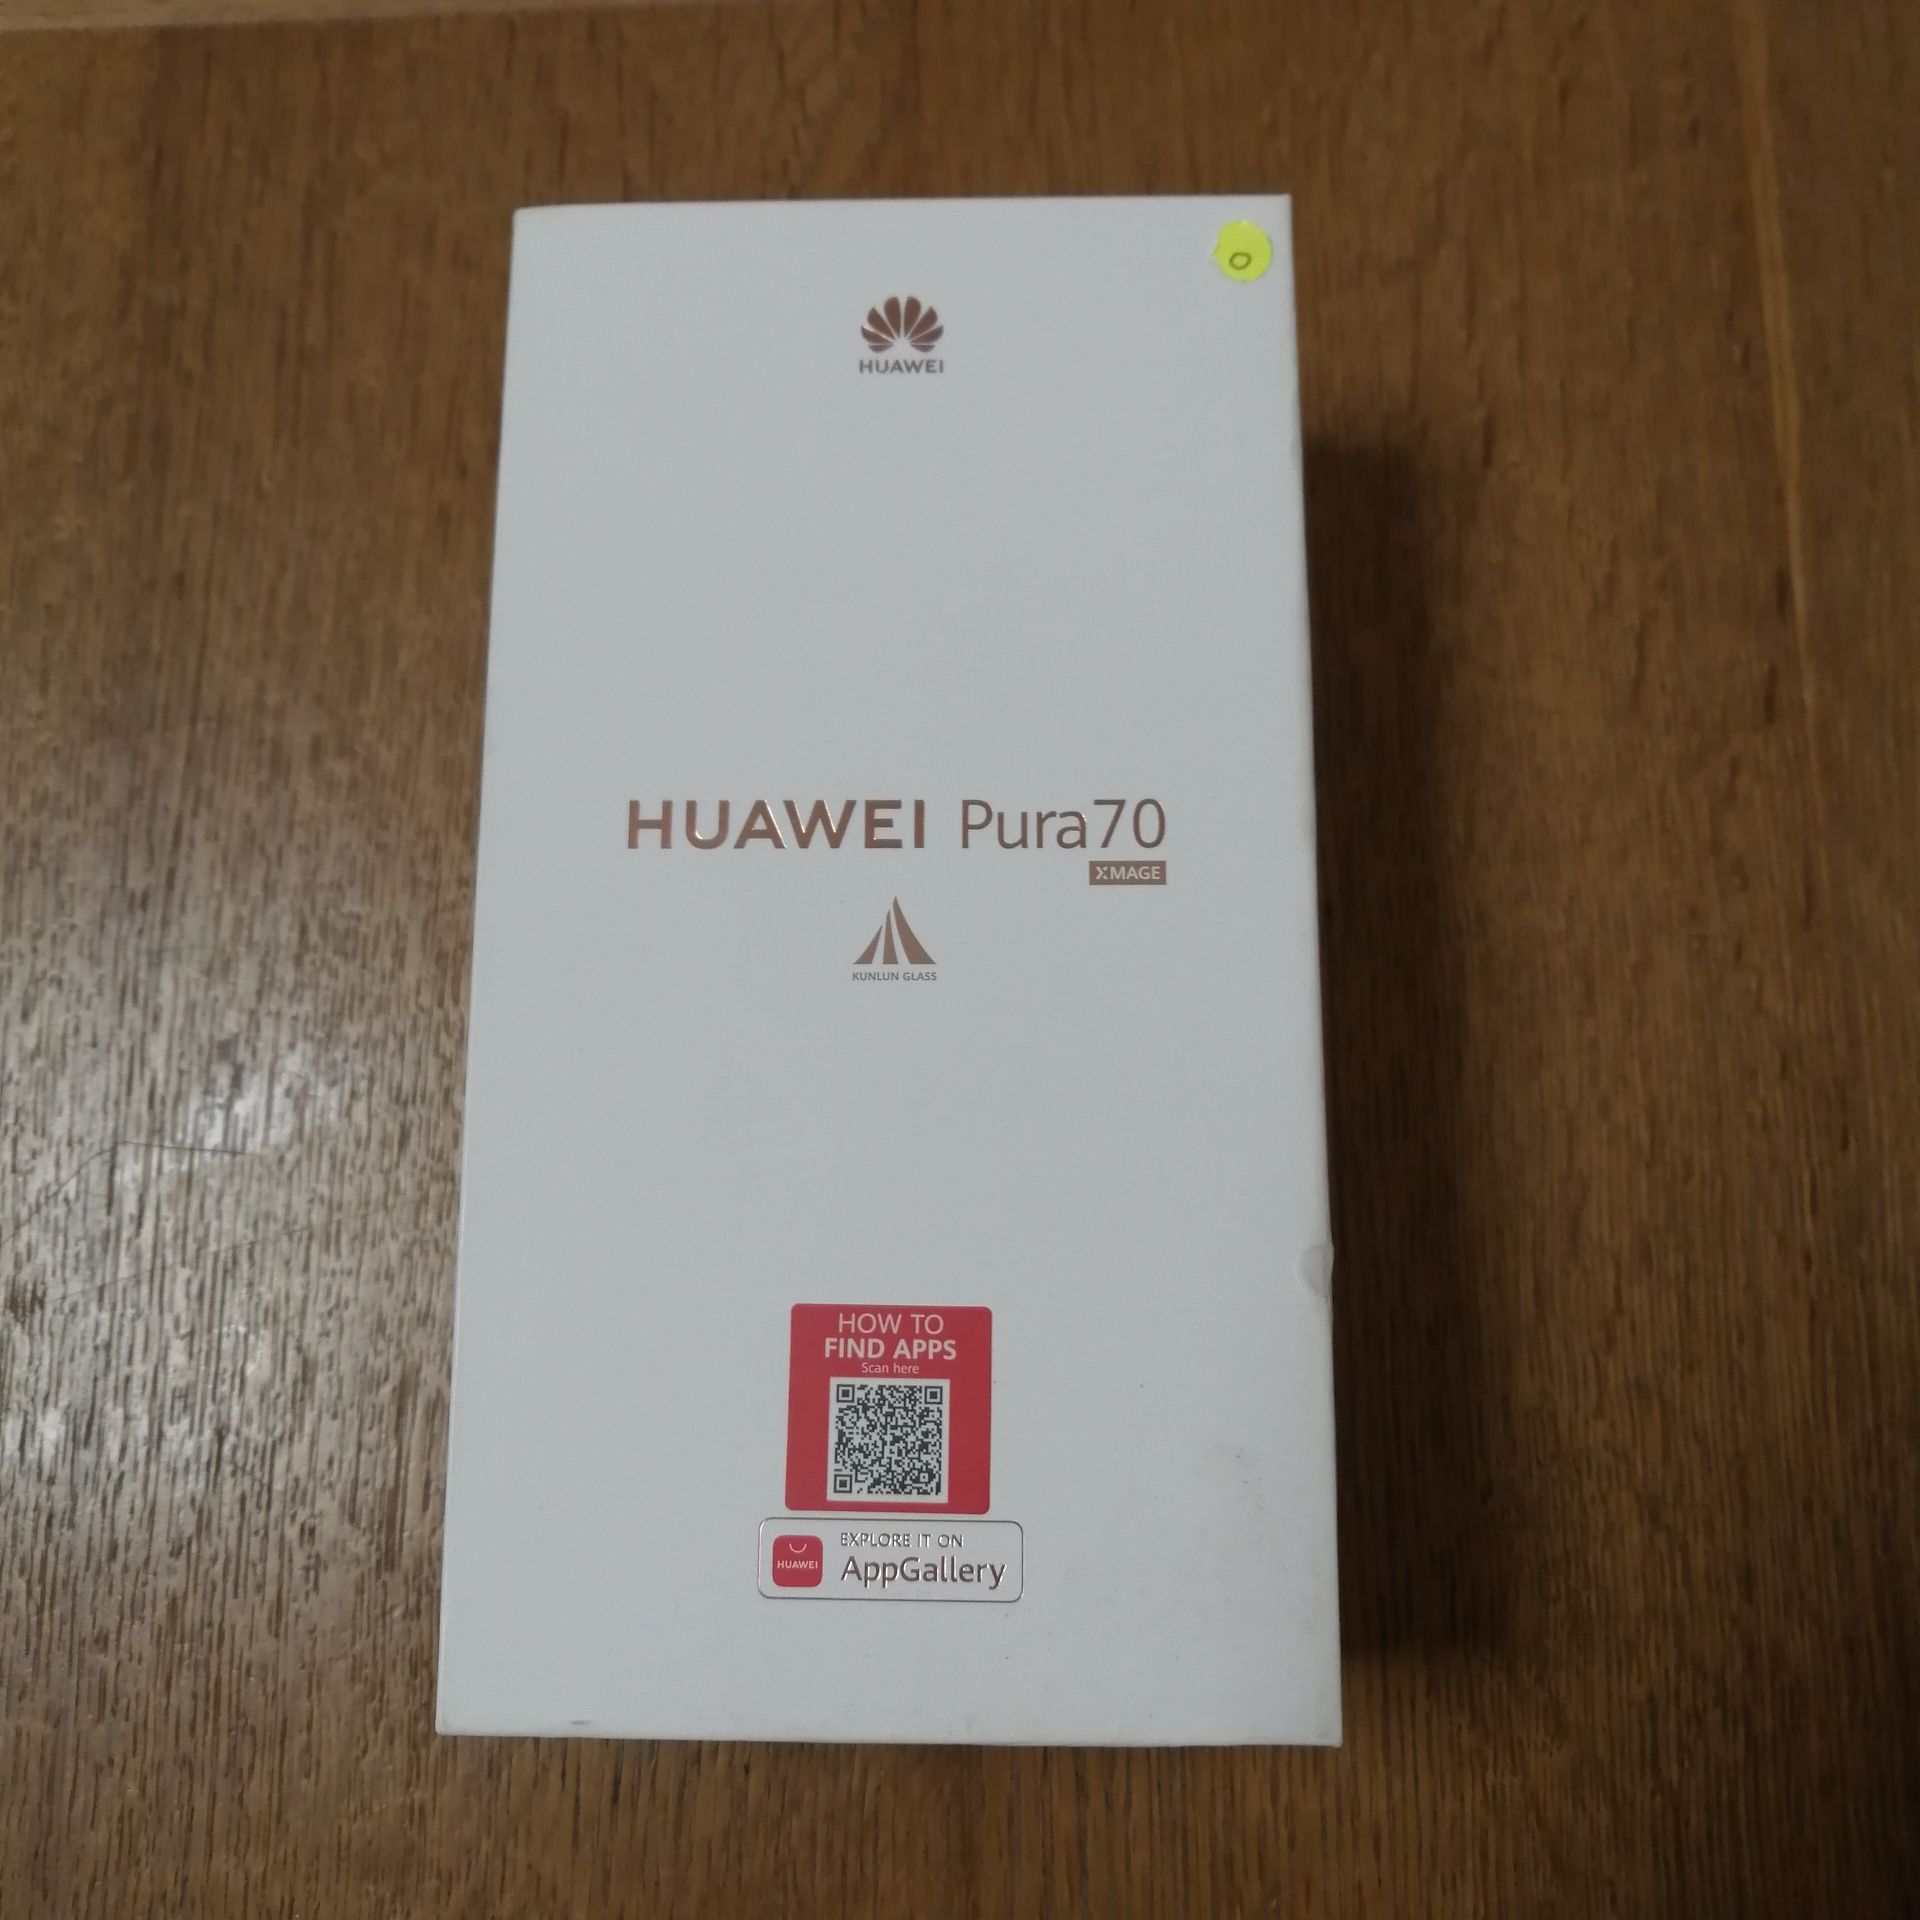 O
HUAWEI
HUAWEI Pura70
XMAGE
KUNLUN GLASS
HOW TO
FIND APPS
Scan here
EXPLORE IT ON
HUAWEI
AppGallery